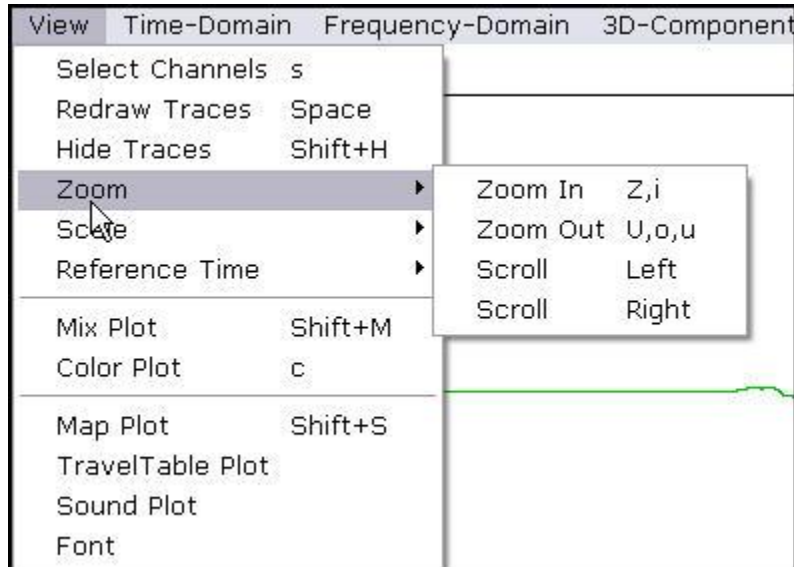 View Time-Domain Frequency-Domain 3D-Component
Select Channels s
Redraw Traces Space
Hide Traces Shift+H
Zoom
Scale
Reference Time
Mix Plot Shift+M
Color Plot c
Map Plot Shift+S
TravelTable Plot
Sound Plot
Font
Zoom In Z,i
Zoom Out U,o,u
Scroll Left
Scroll Right